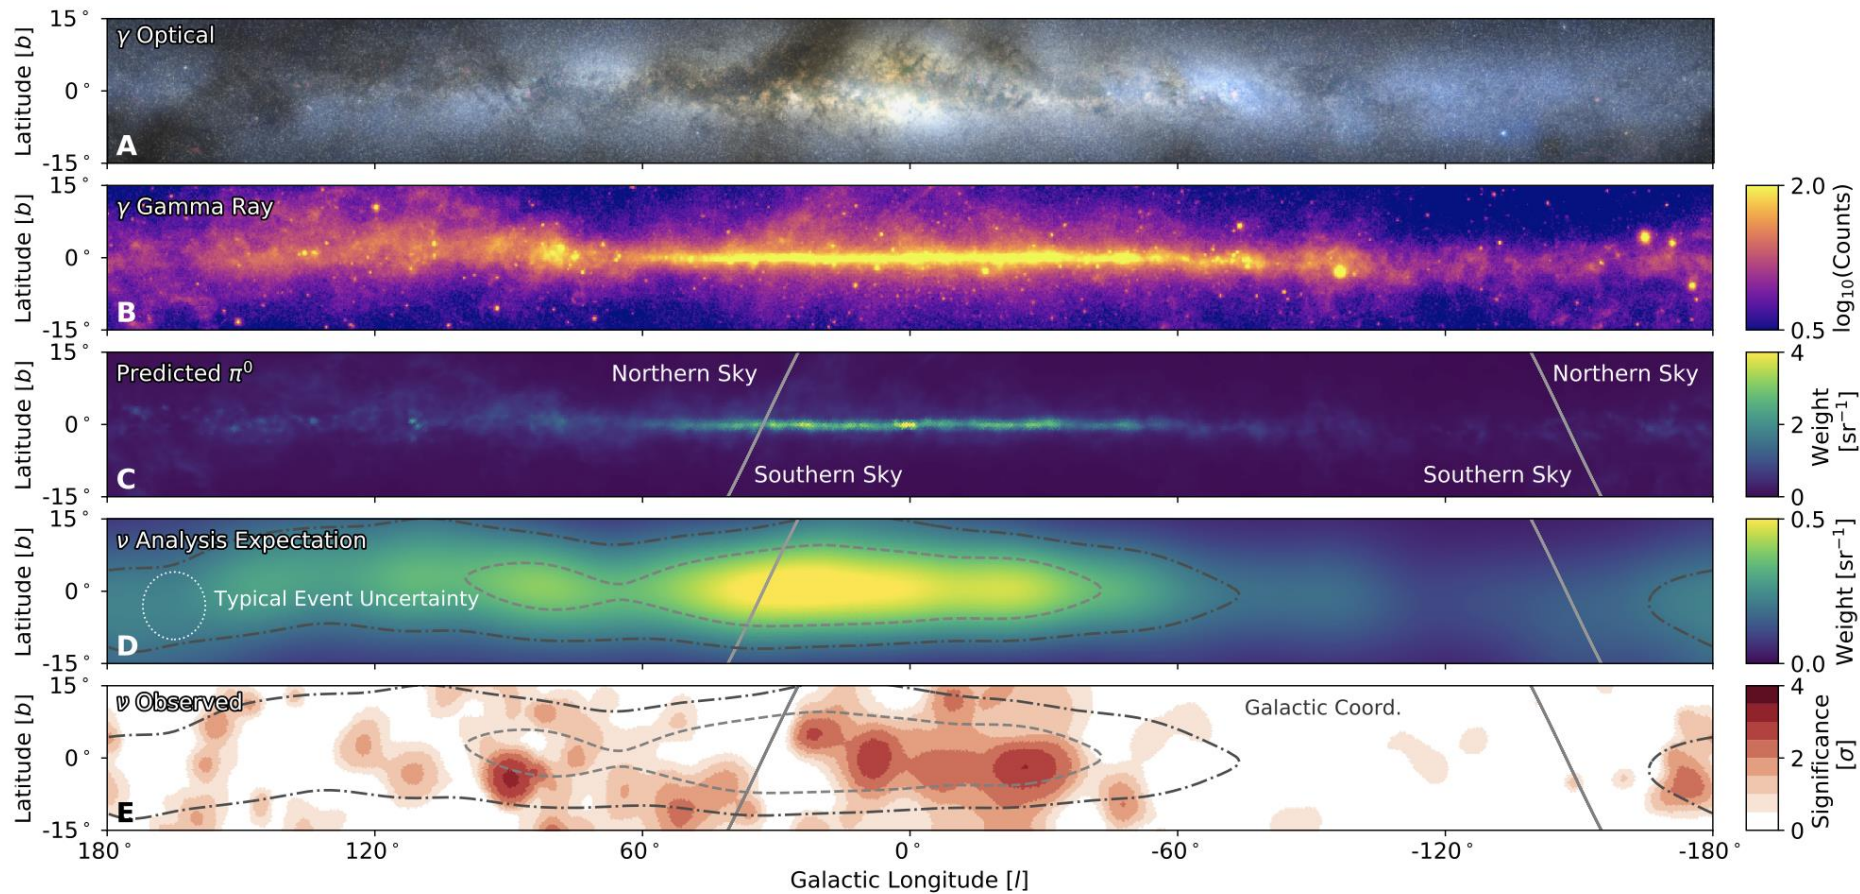 15°
0°
-15°
Latitude [b]
γ Optical
A
15°
0°
-15°
Latitude [b]
γ Gamma Ray
B
2.0
0.5
log₁₀(Counts)
15°
0°
-15°
Latitude [b]
Predicted π⁰
Northern Sky
Northern Sky
Southern Sky
Southern Sky
C
4
2
0
Weight
[sr⁻¹]
15°
0°
-15°
Latitude [b]
ν Analysis Expectation
Typical Event Uncertainty
D
0.5
0.0
Weight [sr⁻¹]
15°
0°
-15°
Latitude [b]
ν Observed
Galactic Coord.
E
4
2
0
Significance
[σ]
180°
120°
60°
0°
-60°
-120°
-180°
Galactic Longitude [l]